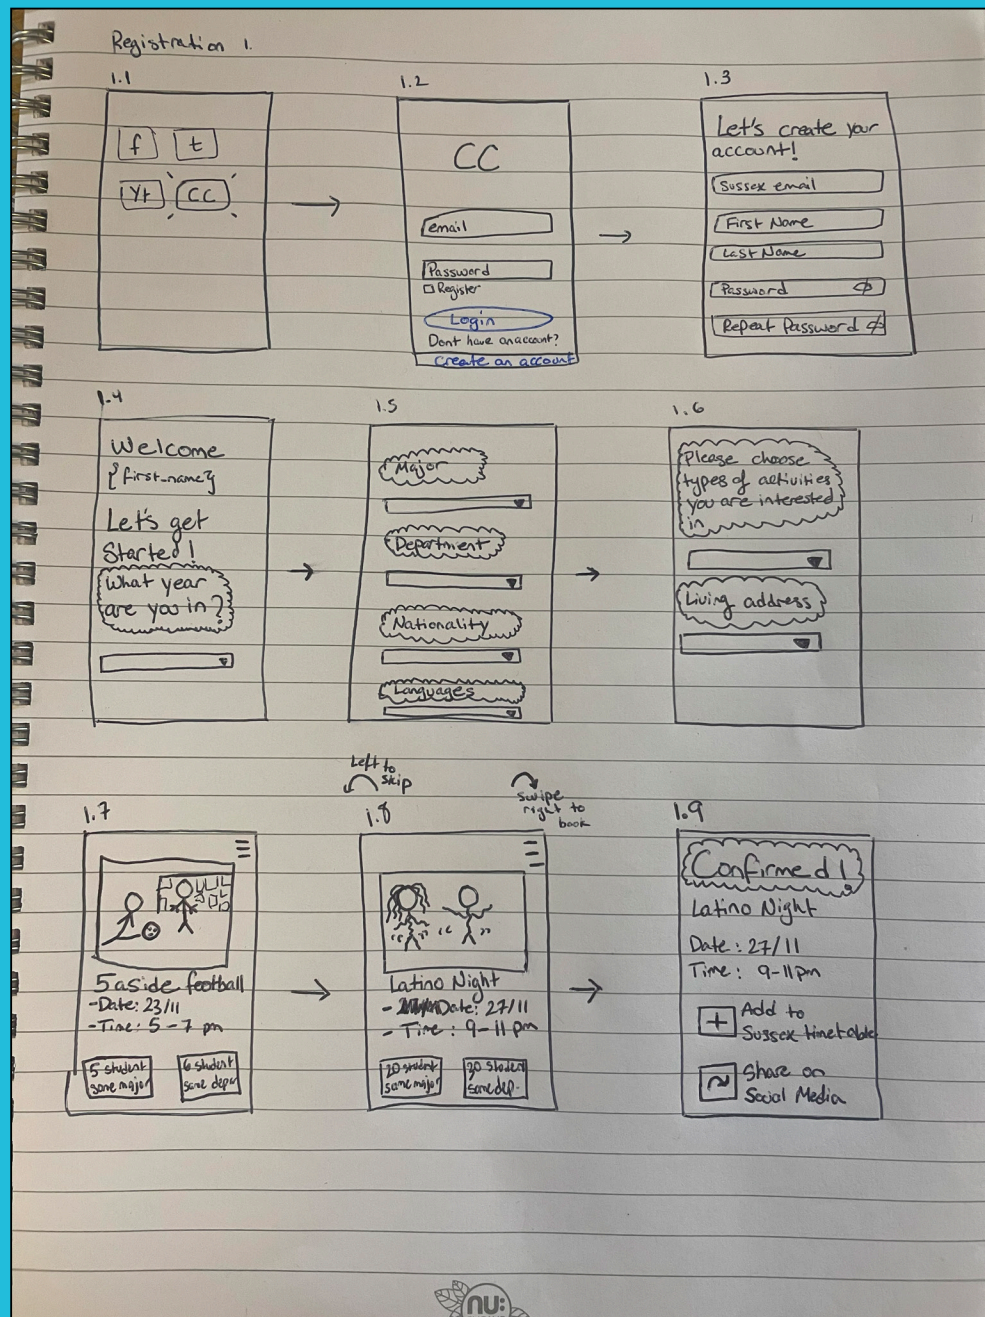 Registration 1.
1.1
f t
Yt CC
1.2
CC
email
Password
Register
Login
Dont have an account?
Create an account
1.3
Let's create your
account!
Sussex email
First Name
Last Name
Password
Repeat Password
1.4
Welcome
{first_name}
Let's get
Started!
What year
are you in?
1.5
Major
Department
Nationality
Languages
1.6
Please choose
types of activities
you are interested
in
Living address
1.7
5 aside football
-Date: 23/11
-Time: 5-7 pm
5 student
same major
6 student
same depar
Left to
skip
1.8
swipe
right to
book
Latino Night
- Date: 27/11
- Time: 9-11 pm
20 student
same major
30 student
same dep.
1.9
Confirmed!
Latino Night
Date: 27/11
Time: 9-11pm
+ Add to
Sussex timetable
Share on
Social Media
nu: